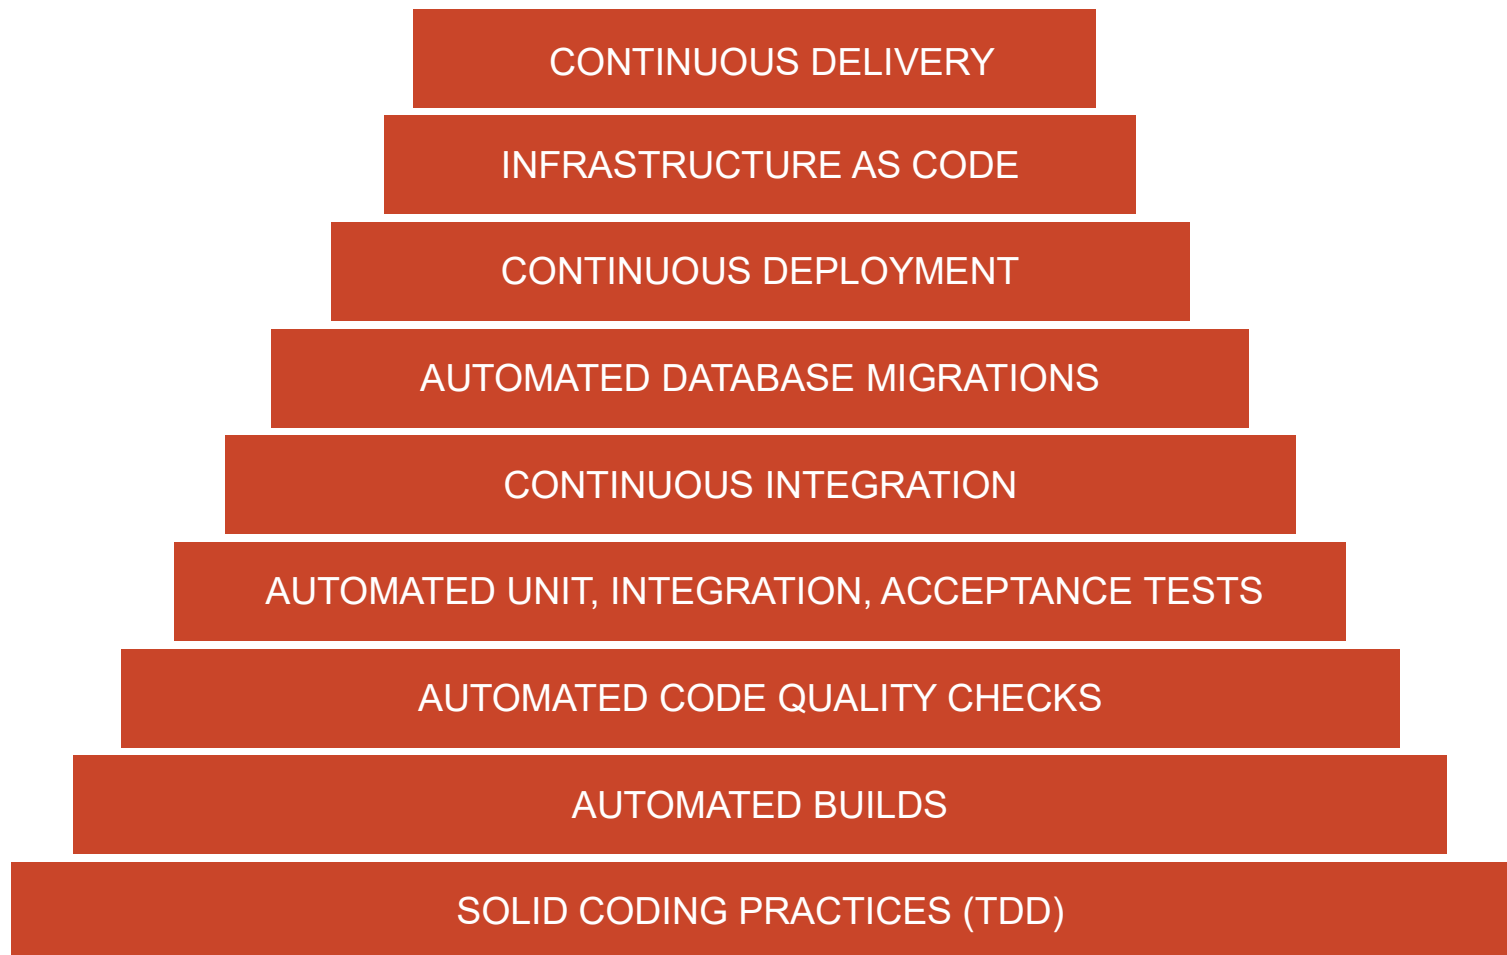 CONTINUOUS DELIVERY
INFRASTRUCTURE AS CODE
CONTINUOUS DEPLOYMENT
AUTOMATED DATABASE MIGRATIONS
CONTINUOUS INTEGRATION
AUTOMATED UNIT, INTEGRATION, ACCEPTANCE TESTS
AUTOMATED CODE QUALITY CHECKS
AUTOMATED BUILDS
SOLID CODING PRACTICES (TDD)